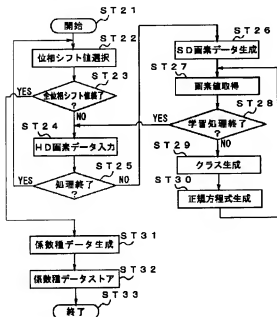 ST21
開始
ST22
位相シフト値選択
ST23
全位相シフト値終了
?
YES
NO
ST24
HD画素データ入力
ST25
処理終了
?
YES
NO
ST26
SD画素データ生成
ST27
画素値取得
ST28
学習処理終了
?
YES
NO
ST29
クラス生成
ST30
正規方程式生成
ST31
係数種データ生成
ST32
係数種データストア
ST33
終了